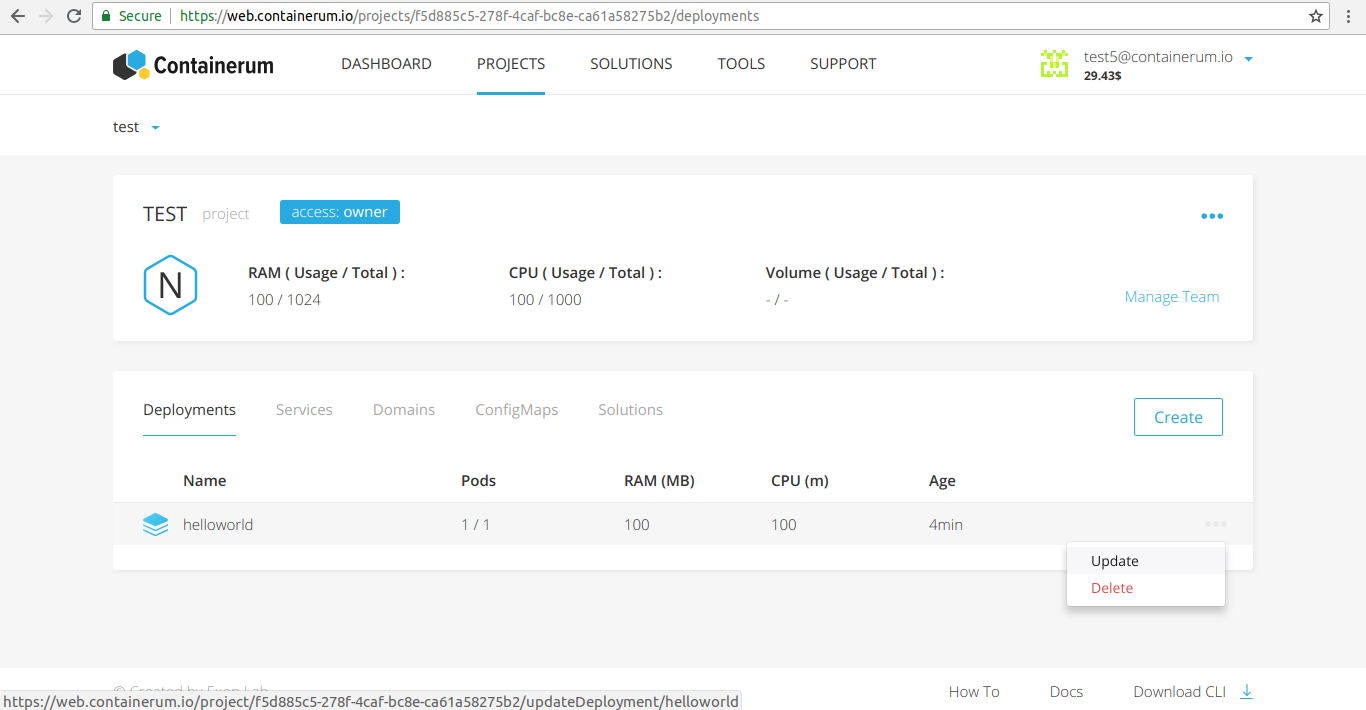 Secure https://web.containerum.io/projects/f5d885c5-278f-4caf-bc8e-ca61a58275b2/deployments
Containerum DASHBOARD PROJECTS SOLUTIONS TOOLS SUPPORT test5@containerum.io
29.43$
test
TEST project access: owner
N
RAM ( Usage / Total ) : CPU ( Usage / Total ) : Volume ( Usage / Total ) :
100 / 1024 100 / 1000 - / -
Manage Team
Deployments Services Domains ConfigMaps Solutions Create
Name Pods RAM (MB) CPU (m) Age
helloworld 1 / 1 100 100 4min
Update
Delete
© Created by Exon Lab How To Docs Download CLI
https://web.containerum.io/project/f5d885c5-278f-4caf-bc8e-ca61a58275b2/updateDeployment/helloworld